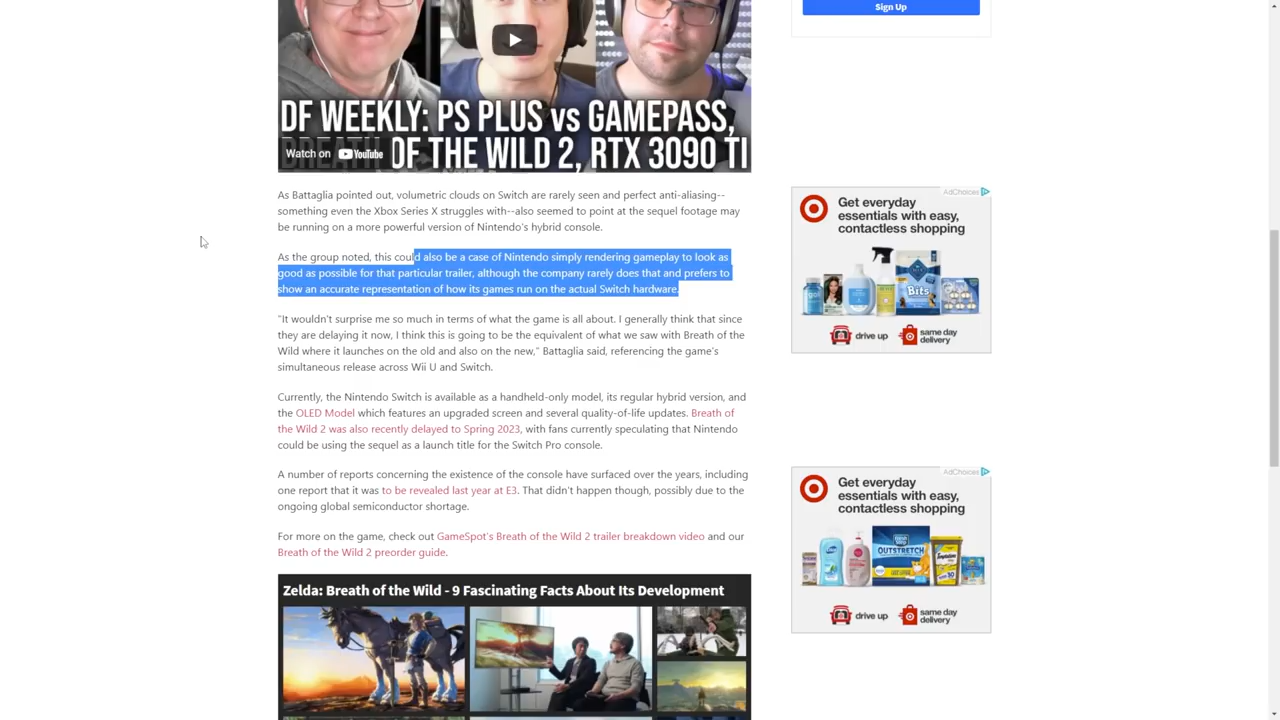 Sign Up
DF WEEKLY: PS PLUS vs GAMEPASS,
BREATH OF THE WILD 2, RTX 3090 TI
Watch on YouTube
As Battaglia pointed out, volumetric clouds on Switch are rarely seen and perfect anti-aliasing--
something even the Xbox Series X struggles with--also seemed to point at the sequel footage may
be running on a more powerful version of Nintendo's hybrid console.
As the group noted, this could also be a case of Nintendo simply rendering gameplay to look as
good as possible for that particular trailer, although the company rarely does that and prefers to
show an accurate representation of how its games run on the actual Switch hardware.
"It wouldn't surprise me so much in terms of what the game is all about. I generally think that since
they are delaying it now, I think this is going to be the equivalent of what we saw with Breath of the
Wild where it launches on the old and also on the new," Battaglia said, referencing the game's
simultaneous release across Wii U and Switch.
Currently, the Nintendo Switch is available as a handheld-only model, its regular hybrid version, and
the OLED Model which features an upgraded screen and several quality-of-life updates. Breath of
the Wild 2 was also recently delayed to Spring 2023, with fans currently speculating that Nintendo
could be using the sequel as a launch title for the Switch Pro console.
A number of reports concerning the existence of the console have surfaced over the years, including
one report that it was to be revealed last year at E3. That didn't happen though, possibly due to the
ongoing global semiconductor shortage.
For more on the game, check out GameSpot's Breath of the Wild 2 trailer breakdown video and our
Breath of the Wild 2 preorder guide.
Zelda: Breath of the Wild - 9 Fascinating Facts About Its Development
AdChoices
Get everyday
essentials with easy,
contactless shopping
Bits
drive up
same day
delivery
AdChoices
Get everyday
essentials with easy,
contactless shopping
OUTSTRETCH
drive up
same day
delivery